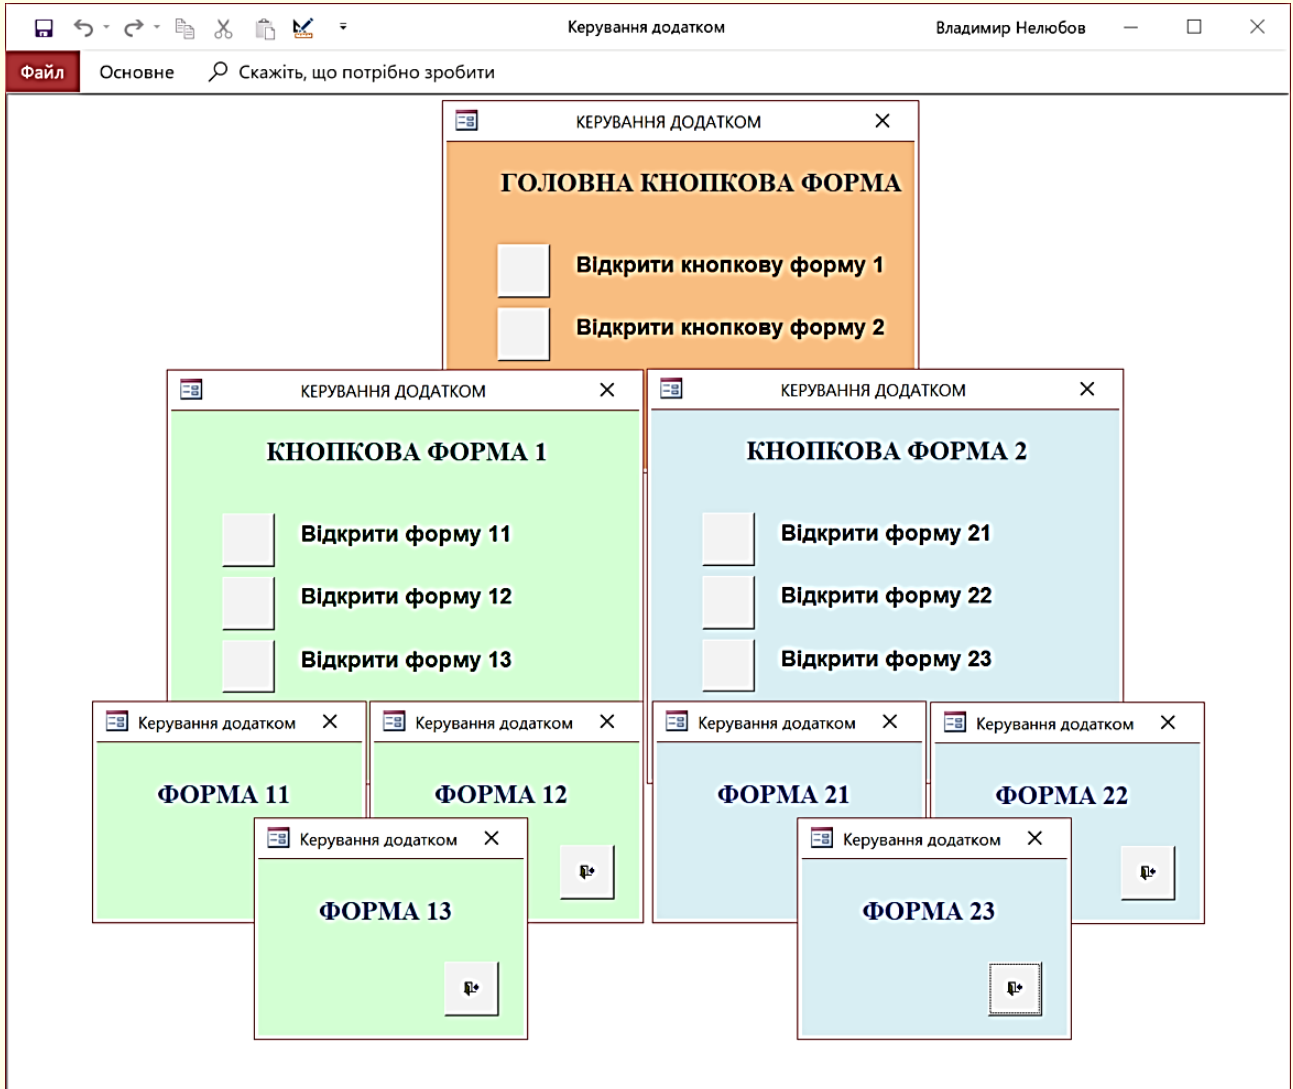 Керування додатком
Владимир Нелюбов
Файл
Основне
Скажіть, що потрібно зробити
КЕРУВАННЯ ДОДАТКОМ
ГОЛОВНА КНОПКОВА ФОРМА
Відкрити кнопкову форму 1
Відкрити кнопкову форму 2
КЕРУВАННЯ ДОДАТКОМ
КНОПКОВА ФОРМА 1
Відкрити форму 11
Відкрити форму 12
Відкрити форму 13
КЕРУВАННЯ ДОДАТКОМ
КНОПКОВА ФОРМА 2
Відкрити форму 21
Відкрити форму 22
Відкрити форму 23
Керування додатком
ФОРМА 11
Керування додатком
ФОРМА 12
Керування додатком
ФОРМА 13
Керування додатком
ФОРМА 21
Керування додатком
ФОРМА 22
Керування додатком
ФОРМА 23